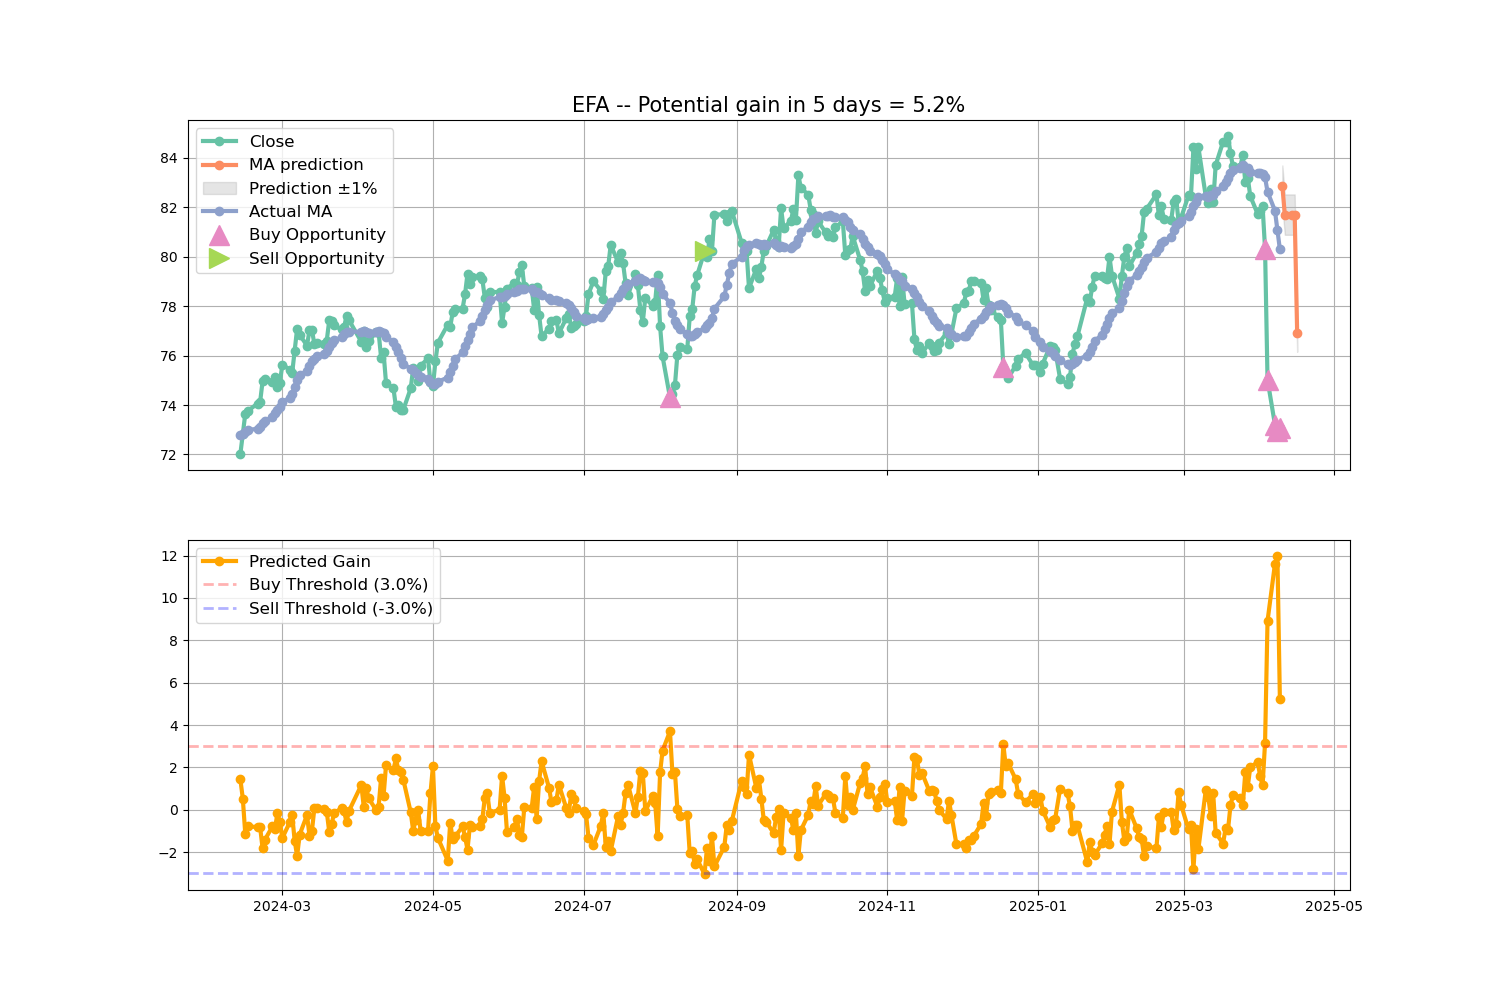 EFA -- Potential gain in 5 days = 5.2%
Close
MA prediction
Prediction ±1%
Actual MA
Buy Opportunity
Sell Opportunity
84
82
80
78
76
74
72
Predicted Gain
Buy Threshold (3.0%)
Sell Threshold (-3.0%)
12
10
8
6
4
2
0
−2
2024-03
2024-05
2024-07
2024-09
2024-11
2025-01
2025-03
2025-05